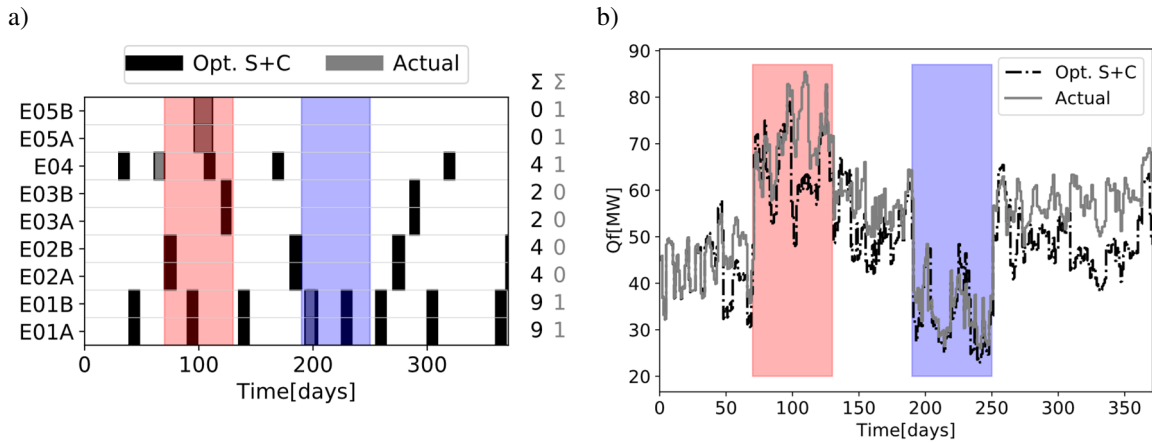 a)
Opt. S+C Actual
Σ Σ
E05B 0 1
E05A 0 1
E04 4 1
E03B 2 0
E03A 2 0
E02B 4 0
E02A 4 0
E01B 9 1
E01A 9 1
0 100 200 300
Time[days]
b)
90
80
70
60
50
40
30
20
Qf[MW]
Opt. S+C
Actual
0 50 100 150 200 250 300 350
Time[days]